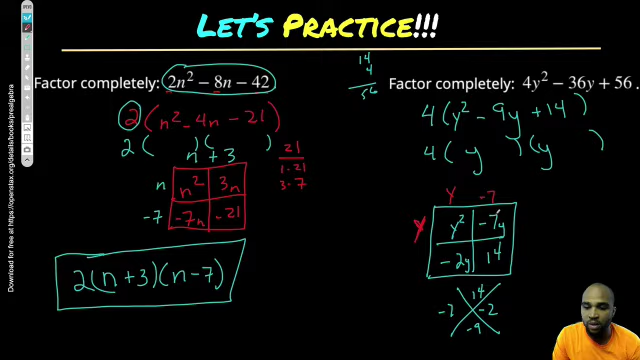 LET'S PRACTICE!!!
Factor completely: 2n² − 8n − 42
2(n² − 4n − 21)
2( )( )
n + 3
n n² 3n
−7 −7n −21
21
1·21
3·7
2(n+3)(n−7)
14
4
56
Factor completely: 4y² − 36y + 56.
4(y² − 9y + 14)
4( y )(y )
y −7
y y² −7y
−2y 14
14
−7 −2
−9
Download for free at https://openstax.org/details/books/prealgebra